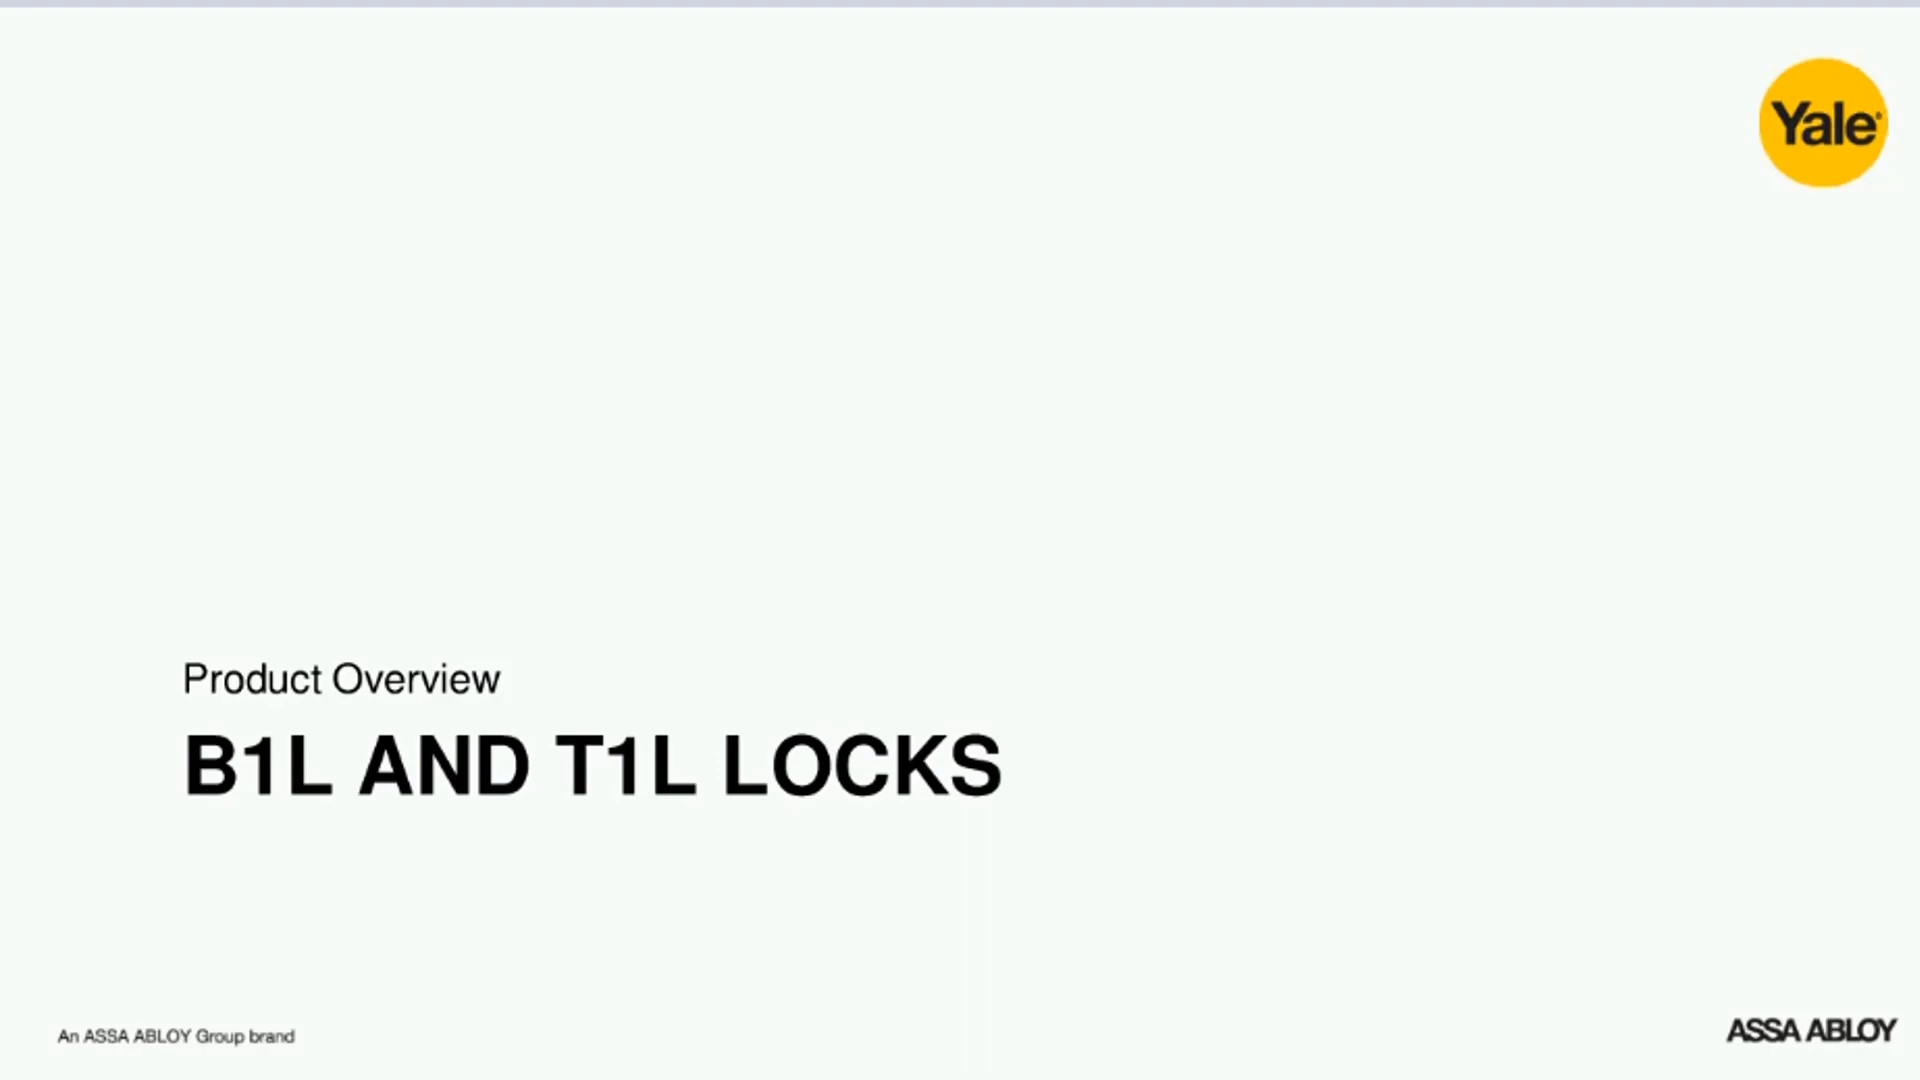 Yale®
Product Overview
B1L AND T1L LOCKS
An ASSA ABLOY Group brand
ASSA ABLOY